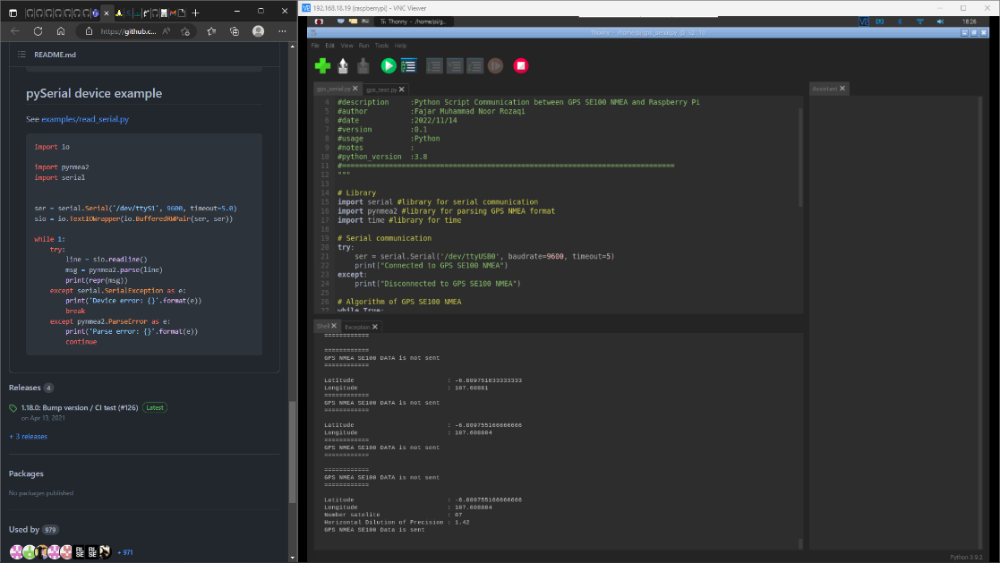 https://github.c...
README.md
pySerial device example
See examples/read_serial.py
import io
import pynmea2
import serial
ser = serial.Serial('/dev/ttyS1', 9600, timeout=5.0)
sio = io.TextIOWrapper(io.BufferedRWPair(ser, ser))
while 1:
try:
line = sio.readline()
msg = pynmea2.parse(line)
print(repr(msg))
except serial.SerialException as e:
print('Device error: {}'.format(e))
break
except pynmea2.ParseError as e:
print('Parse error: {}'.format(e))
continue
Releases 4
1.18.0: Bump version / CI test (#126) Latest
on Apr 13, 2021
+ 3 releases
Packages
No packages published
Used by 979
+ 971
192.168.18.19 (raspberrypi) - VNC Viewer
Thonny - /home/pi/g...
18:26
Thonny - /home/pi/gps_serial.py @ 52 : 10
File Edit View Run Tools Help
gps_serial.py
gps_test.py
Assistant
4 #description :Python Script Communication between GPS SE100 NMEA and Raspberry Pi
5 #author :Fajar Muhammad Noor Rozaqi
6 #date :2022/11/14
7 #version :0.1
8 #usage :Python
9 #notes :
10 #python_version :3.8
11 #==============================================================================
12 """
13
14 # Library
15 import serial #library for serial communication
16 import pynmea2 #library for parsing GPS NMEA format
17 import time #library for time
18
19 # Serial communication
20 try:
21 ser = serial.Serial('/dev/ttyUSB0', baudrate=9600, timeout=5)
22 print("Connected to GPS SE100 NMEA")
23 except:
24 print("Disconnected to GPS SE100 NMEA")
25
26 # Algorithm of GPS SE100 NMEA
27 while True:
Shell
Exception
============
============
GPS NMEA SE100 DATA is not sent
============
Latitude : -6.889751833333333
Longitude : 107.60881
============
GPS NMEA SE100 DATA is not sent
============
Latitude : -6.889755166666666
Longitude : 107.608804
============
GPS NMEA SE100 DATA is not sent
============
============
GPS NMEA SE100 DATA is not sent
============
Latitude : -6.889755166666666
Longitude : 107.608804
Number satelite : 07
Horizontal Dilution of Precision : 1.42
GPS NMEA SE100 Data is sent
Python 3.9.2